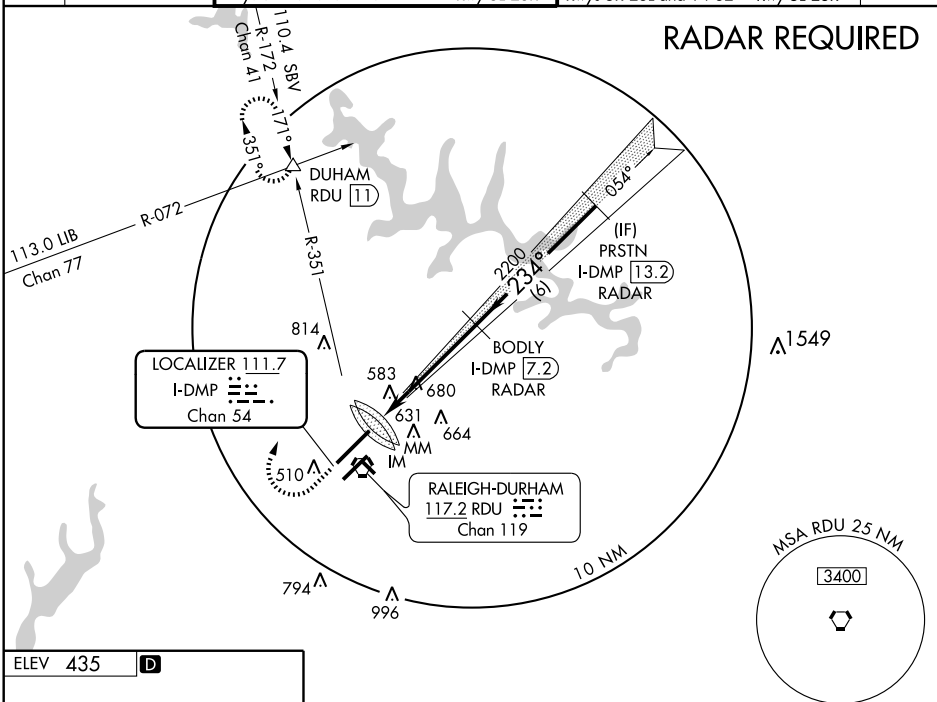 RADAR REQUIRED
110.4 SBV
R-172
Chan 41
171°
351°
DUHAM
RDU 11
R-072
113.0 LIB
Chan 77
R-351
054°
(IF)
PRSTN
I-DMP 13.2
RADAR
2200
234°
(6)
BODLY
I-DMP 7.2
RADAR
1549
814
LOCALIZER 111.7
I-DMP
Chan 54
583
680
631
664
MM
IM
510
RALEIGH-DURHAM
117.2 RDU
Chan 119
10 NM
794
996
MSA RDU 25 NM
3400
ELEV 435 D